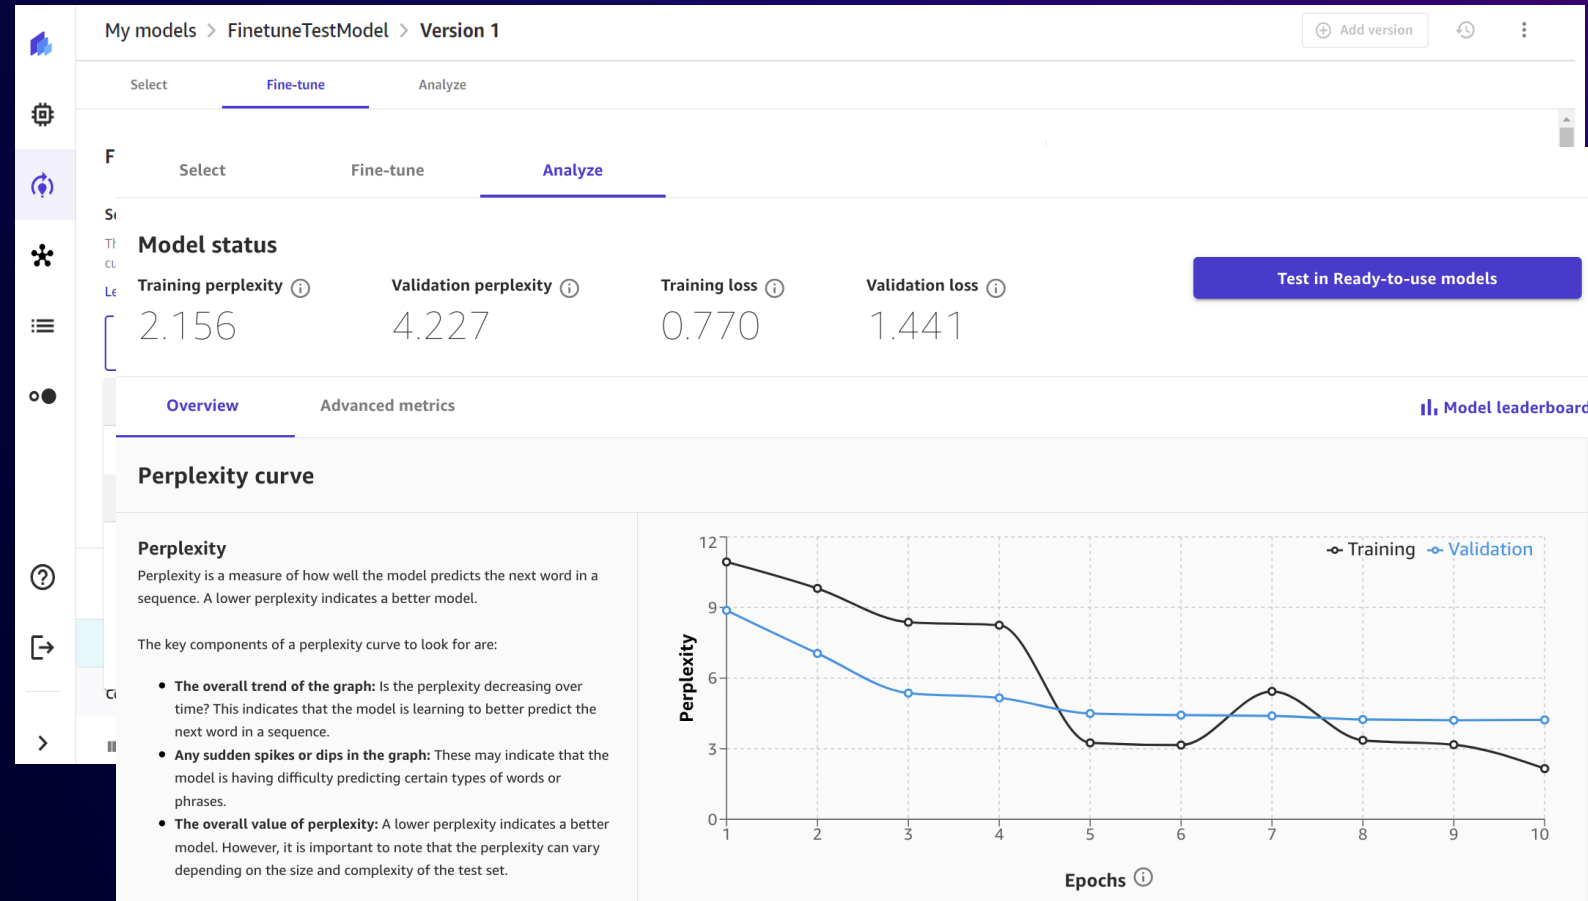 My models > FinetuneTestModel > Version 1
Add version
Select Fine-tune Analyze
F
Select Fine-tune Analyze
Model status
Training perplexity
2.156
Validation perplexity
4.227
Training loss
0.770
Validation loss
1.441
Test in Ready-to-use models
Overview Advanced metrics
Model leaderboard
Perplexity curve
Perplexity
Perplexity is a measure of how well the model predicts the next word in a
sequence. A lower perplexity indicates a better model.
The key components of a perplexity curve to look for are:
• The overall trend of the graph: Is the perplexity decreasing over
time? This indicates that the model is learning to better predict the
next word in a sequence.
• Any sudden spikes or dips in the graph: These may indicate that the
model is having difficulty predicting certain types of words or
phrases.
• The overall value of perplexity: A lower perplexity indicates a better
model. However, it is important to note that the perplexity can vary
depending on the size and complexity of the test set.
Training Validation
Perplexity
12
9
6
3
0
1 2 3 4 5 6 7 8 9 10
Epochs